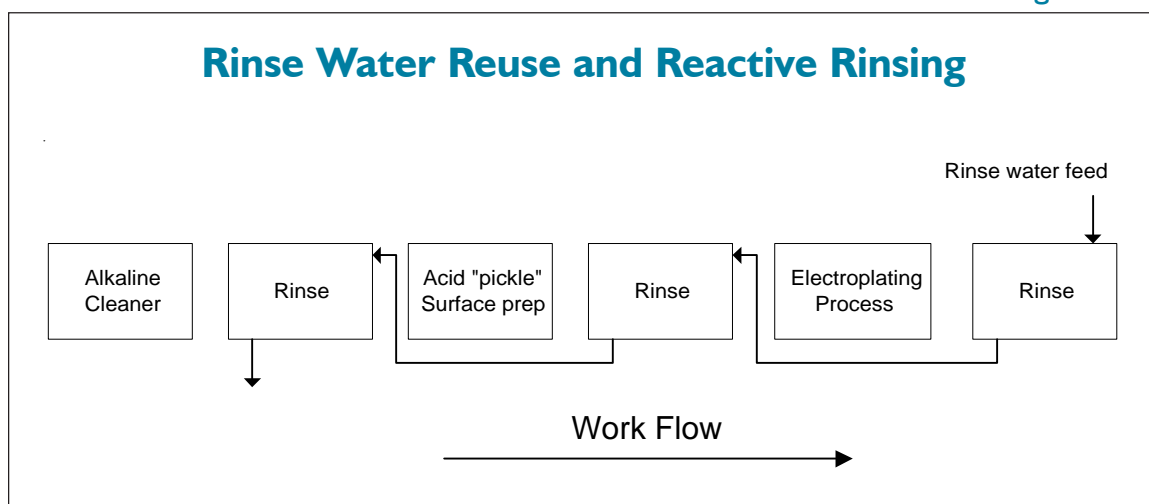 Rinse Water Reuse and Reactive Rinsing
Rinse water feed
Alkaline
Cleaner
Rinse
Acid "pickle"
Surface prep
Rinse
Electroplating
Process
Rinse
Work Flow